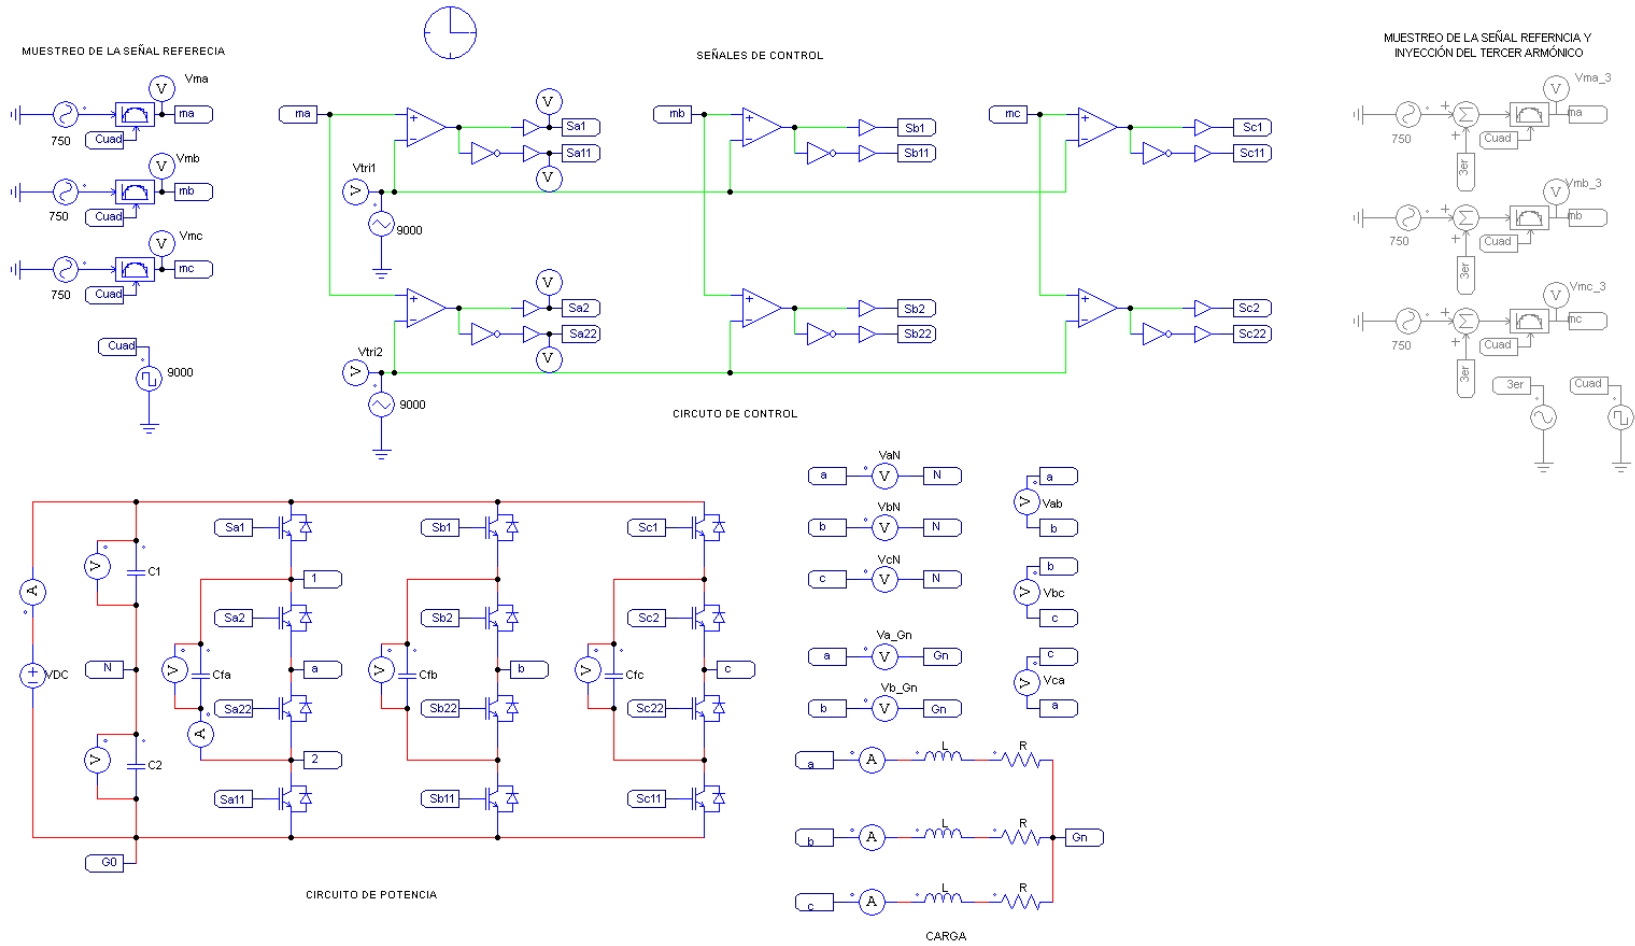 MUESTREO DE LA SEÑAL REFERECIA
Vma
ma
750
Cuad
Vmb
mb
750
Cuad
Vmc
mc
750
Cuad
Cuad
9000
SEÑALES DE CONTROL
ma
V
Sa1
Sa11
V
mb
Sb1
Sb11
mc
Sc1
Sc11
Vtri1
V
9000
V
Sa2
Sa22
V
Sb2
Sb22
Sc2
Sc22
Vtri2
V
9000
CIRCUTO DE CONTROL
MUESTREO DE LA SEÑAL REFERNCIA Y
INYECCIÓN DEL TERCER ARMÓNICO
Vma_3
V
ma
750
Cuad
3er
Vmb_3
V
mb
750
Cuad
3er
Vmc_3
V
mc
750
Cuad
3er
3er
Cuad
A
VDC
V
C1
N
V
C2
G0
Sa1
1
Sa2
V
Cfa
a
Sa22
A
2
Sa11
Sb1
Sb2
V
Cfb
b
Sb22
Sb11
Sc1
Sc2
V
Cfc
c
Sc22
Sc11
CIRCUITO DE POTENCIA
VaN
a V N
VbN
b V N
VcN
c V N
Va_Gn
a V Gn
Vb_Gn
b V Gn
a
V Vab
b
b
V Vbc
c
c
V Vca
a
a A L R
b A L R
Gn
c A L R
CARGA